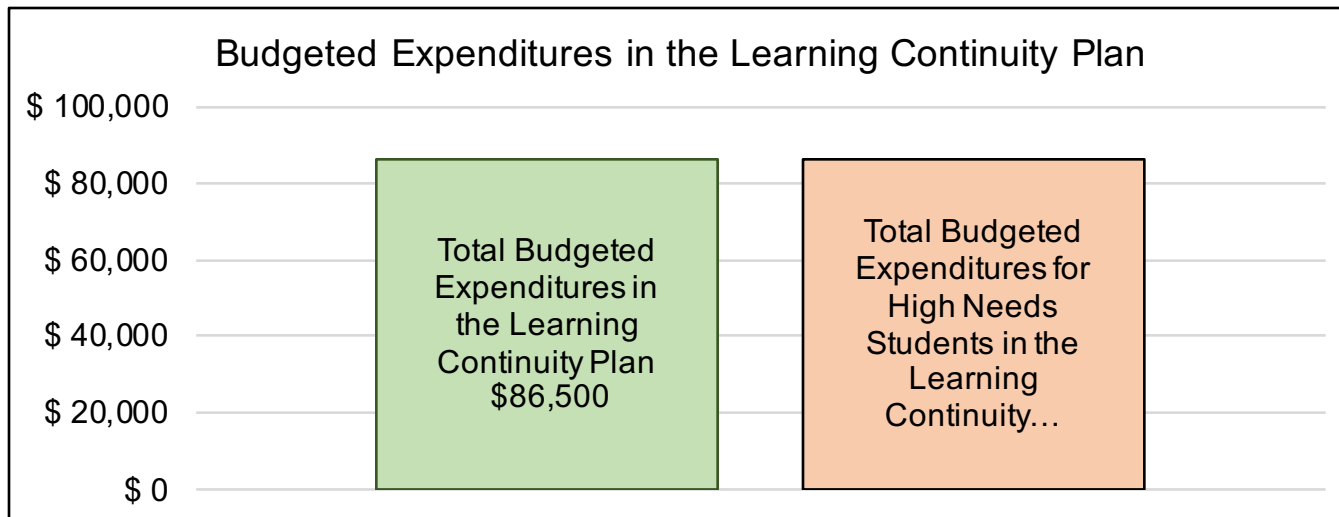 Budgeted Expenditures in the Learning Continuity Plan
$ 100,000
$ 80,000
$ 60,000
$ 40,000
$ 20,000
$ 0
Total Budgeted
Expenditures in
the Learning
Continuity Plan
$86,500
Total Budgeted
Expenditures for
High Needs
Students in the
Learning
Continuity…